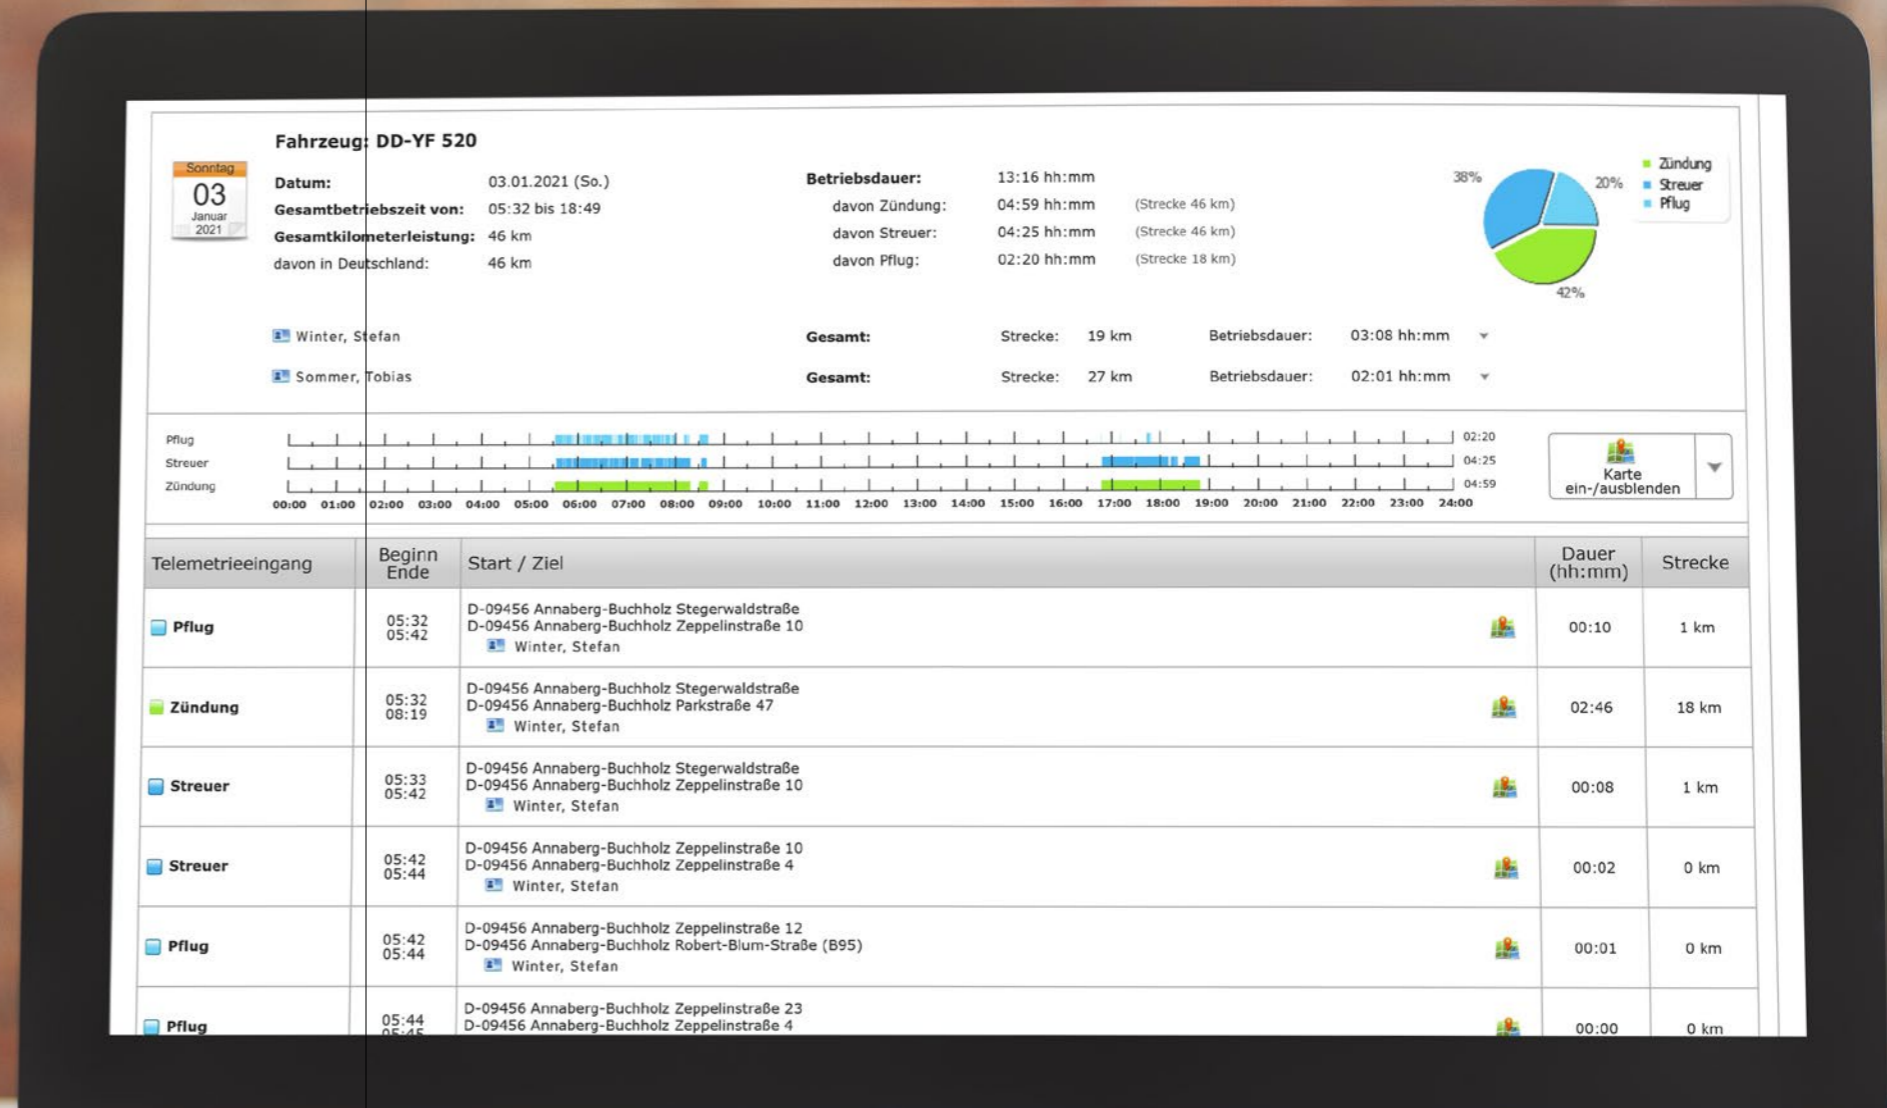 Fahrzeug: DD-YF 520
Sonntag
03
Januar
2021
Datum: 03.01.2021 (So.)
Gesamtbetriebszeit von: 05:32 bis 18:49
Gesamtkilometerleistung: 46 km
davon in Deutschland: 46 km
Betriebsdauer: 13:16 hh:mm
davon Zündung: 04:59 hh:mm (Strecke 46 km)
davon Streuer: 04:25 hh:mm (Strecke 46 km)
davon Pflug: 02:20 hh:mm (Strecke 18 km)
38%
20%
42%
Zündung
Streuer
Pflug
Winter, Stefan Gesamt: Strecke: 19 km Betriebsdauer: 03:08 hh:mm
Sommer, Tobias Gesamt: Strecke: 27 km Betriebsdauer: 02:01 hh:mm
Pflug 02:20
Streuer 04:25
Zündung 04:59
00:00 01:00 02:00 03:00 04:00 05:00 06:00 07:00 08:00 09:00 10:00 11:00 12:00 13:00 14:00 15:00 16:00 17:00 18:00 19:00 20:00 21:00 22:00 23:00 24:00
Karte
ein-/ausblenden
Telemetrieeingang
Beginn
Ende
Start / Ziel
Dauer
(hh:mm)
Strecke
Pflug
05:32
05:42
D-09456 Annaberg-Buchholz Stegerwaldstraße
D-09456 Annaberg-Buchholz Zeppelinstraße 10
Winter, Stefan
00:10
1 km
Zündung
05:32
08:19
D-09456 Annaberg-Buchholz Stegerwaldstraße
D-09456 Annaberg-Buchholz Parkstraße 47
Winter, Stefan
02:46
18 km
Streuer
05:33
05:42
D-09456 Annaberg-Buchholz Stegerwaldstraße
D-09456 Annaberg-Buchholz Zeppelinstraße 10
Winter, Stefan
00:08
1 km
Streuer
05:42
05:44
D-09456 Annaberg-Buchholz Zeppelinstraße 10
D-09456 Annaberg-Buchholz Zeppelinstraße 4
Winter, Stefan
00:02
0 km
Pflug
05:42
05:44
D-09456 Annaberg-Buchholz Zeppelinstraße 12
D-09456 Annaberg-Buchholz Robert-Blum-Straße (B95)
Winter, Stefan
00:01
0 km
Pflug
05:44
05:45
D-09456 Annaberg-Buchholz Zeppelinstraße 23
D-09456 Annaberg-Buchholz Zeppelinstraße 4
00:00
0 km